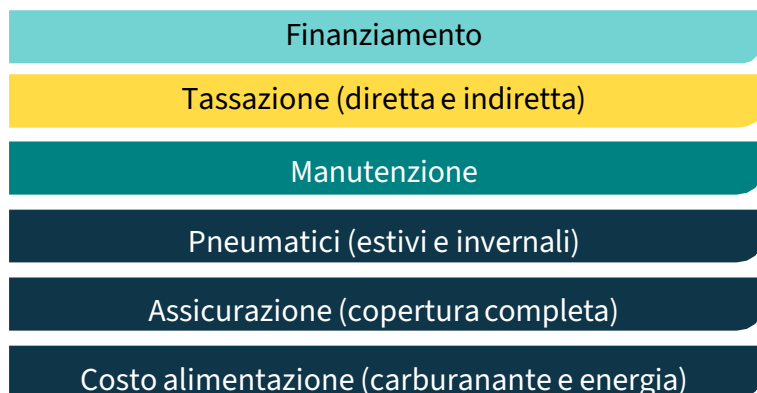 Finanziamento
Tassazione (diretta e indiretta)
Manutenzione
Pneumatici (estivi e invernali)
Assicurazione (copertura completa)
Costo alimentazione (carburanante e energia)